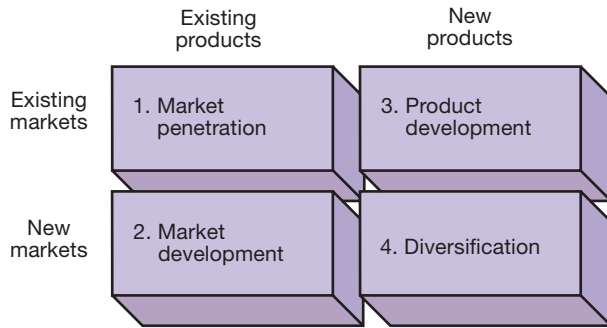 Existing
products
New
products
Existing
markets
1. Market
penetration
3. Product
development
New
markets
2. Market
development
4. Diversification